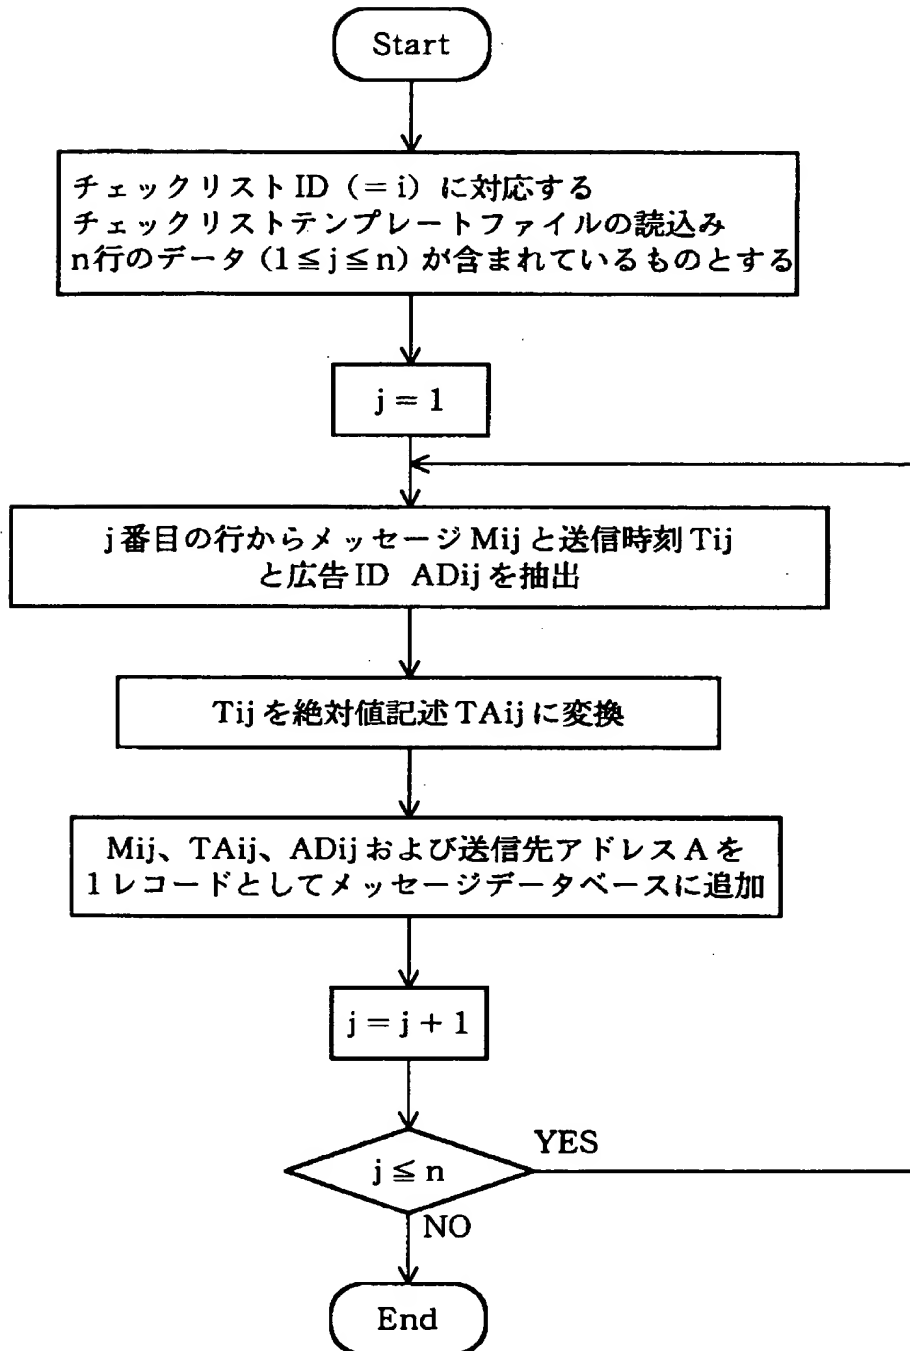 Start
チェックリストID（=i）に対応する
チェックリストテンプレートファイルの読込み
n行のデータ（1≦j≦n）が含まれているものとする
j = 1
j番目の行からメッセージMijと送信時刻Tij
と広告ID ADijを抽出
Tijを絶対値記述TAijに変換
Mij、TAij、ADijおよび送信先アドレスAを
1レコードとしてメッセージデータベースに追加
j = j + 1
YES
j ≦ n
NO
End